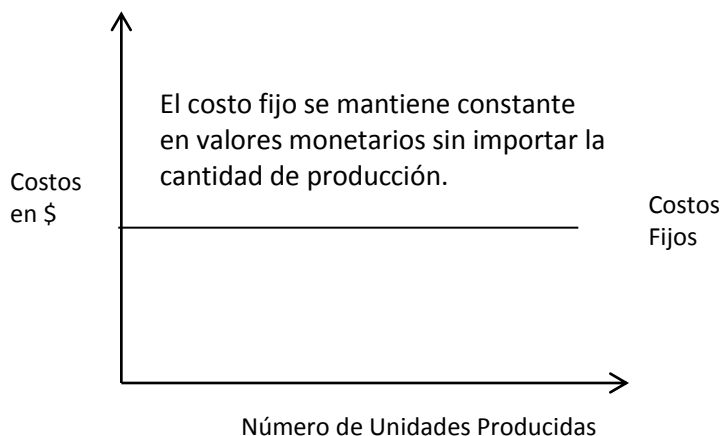 El costo fijo se mantiene constante
en valores monetarios sin importar la
cantidad de producción.
Costos
en $
Costos
Fijos
Número de Unidades Producidas